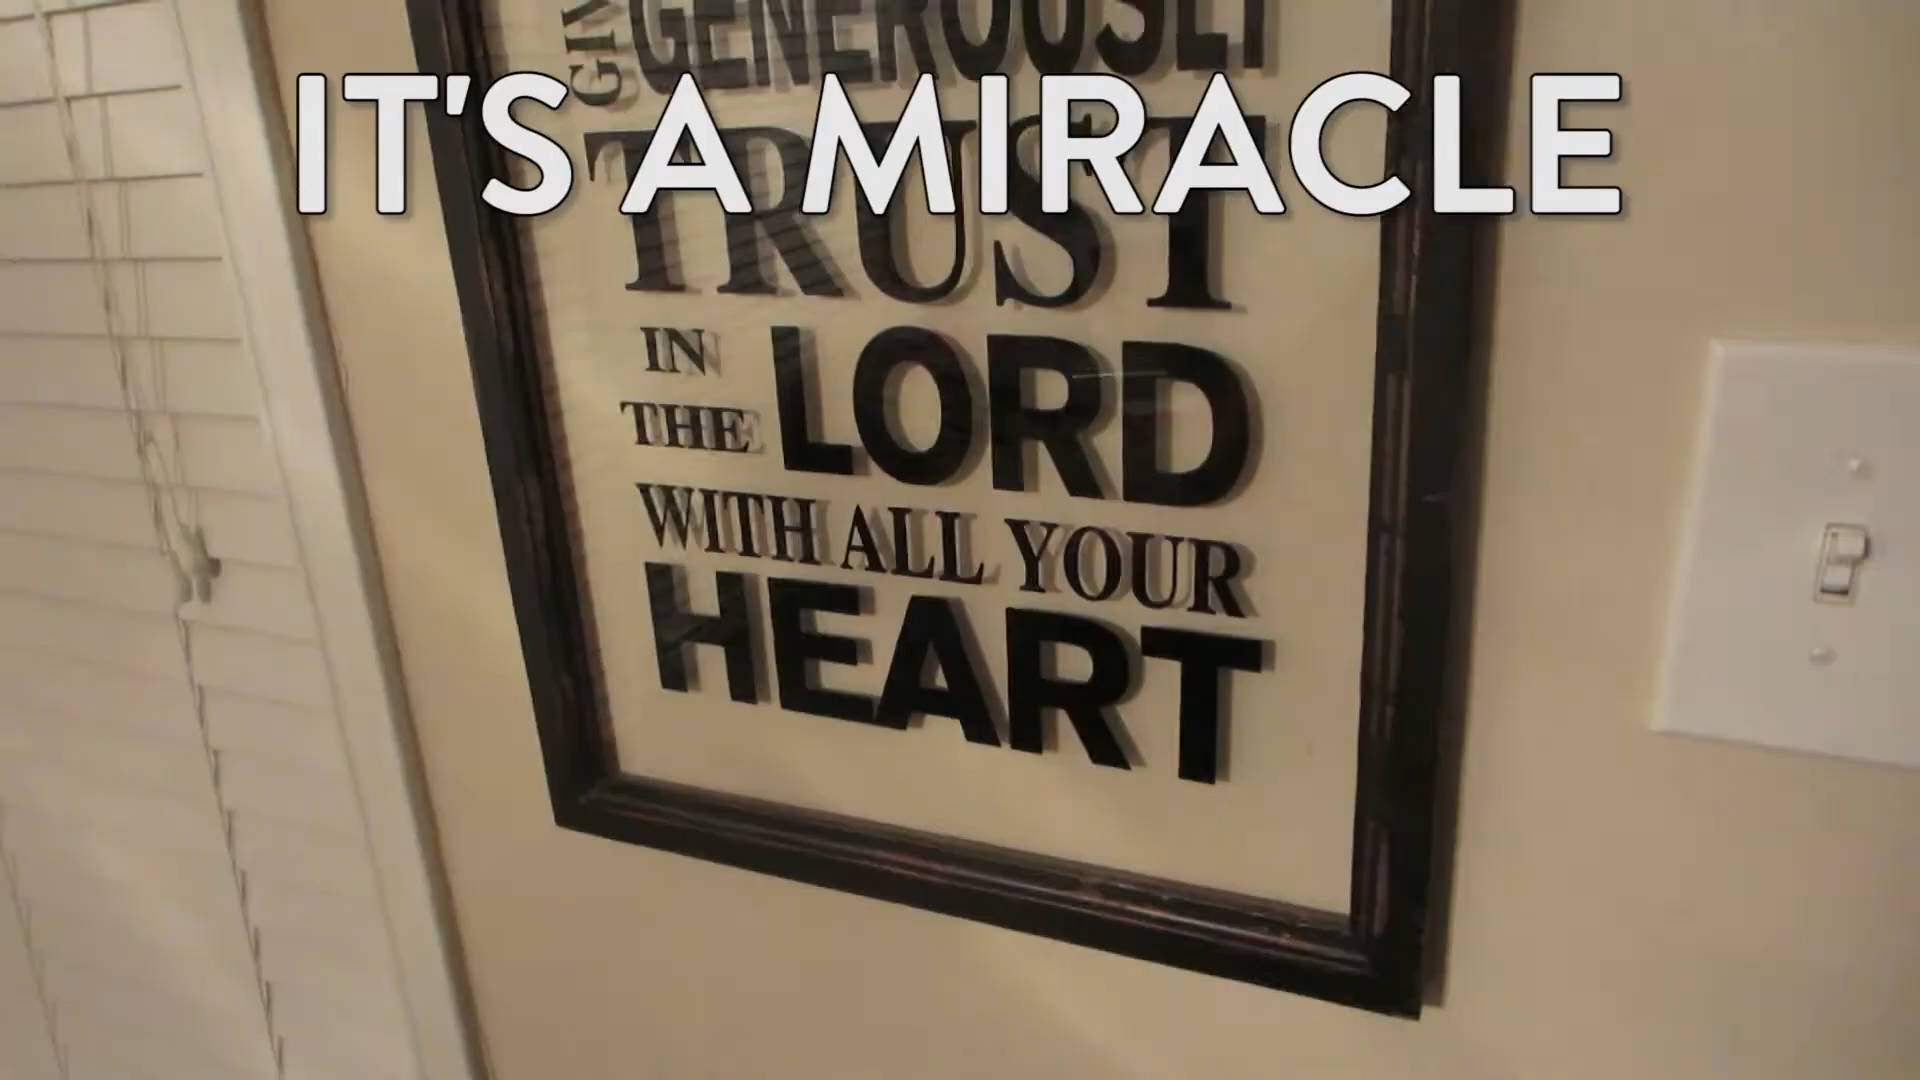 GENEROUSLY
IT'S A MIRACLE
TRUST
IN
THE LORD
WITH ALL YOUR
HEART